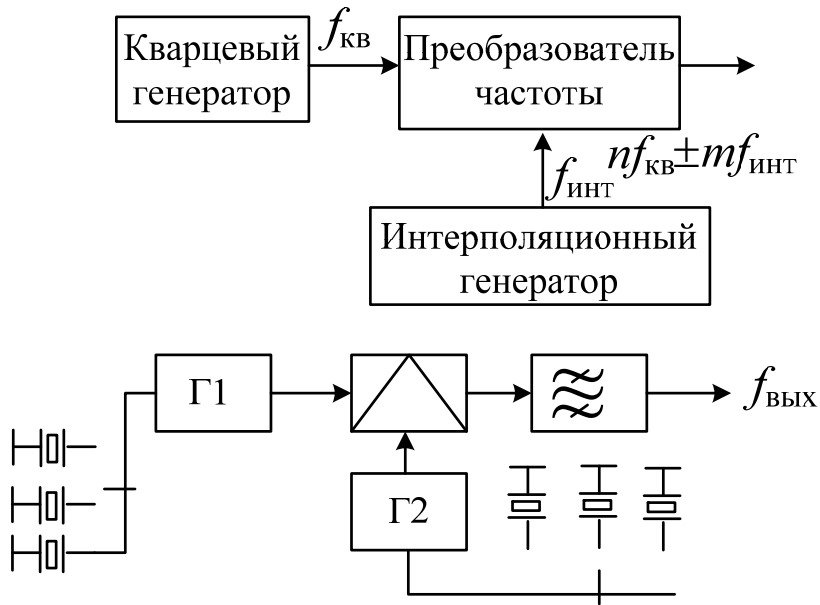 Кварцевый
генератор
fкв
Преобразователь
частоты
fинт
nfкв±mfинт
Интерполяционный
генератор
Г1
fвых
Г2